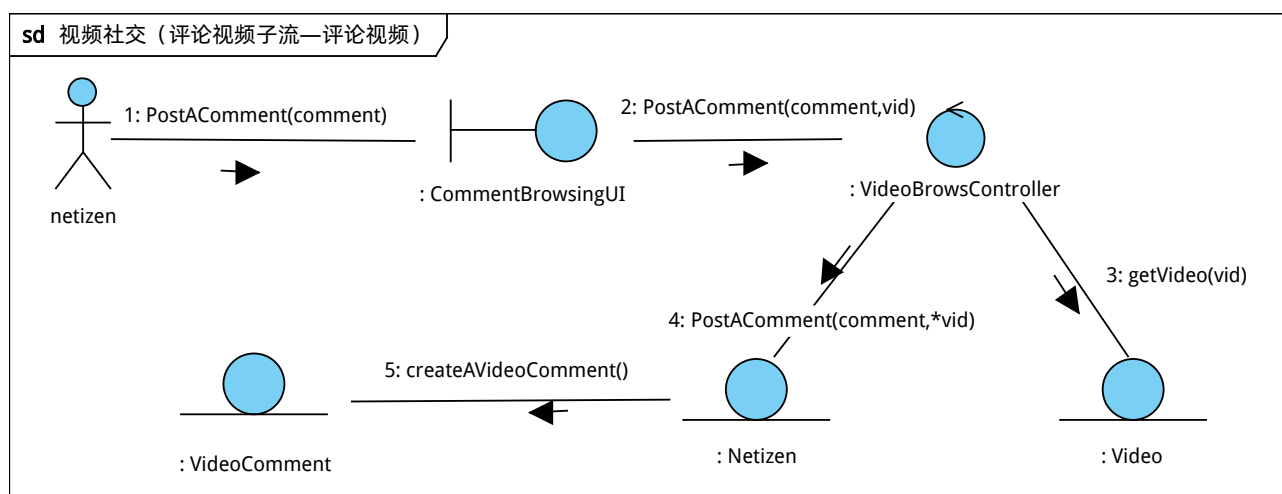 sd 视频社交（评论视频子流—评论视频）
1: PostAComment(comment)
2: PostAComment(comment,vid)
: CommentBrowsingUI
: VideoBrowsController
netizen
3: getVideo(vid)
4: PostAComment(comment,*vid)
5: createAVideoComment()
: VideoComment
: Netizen
: Video